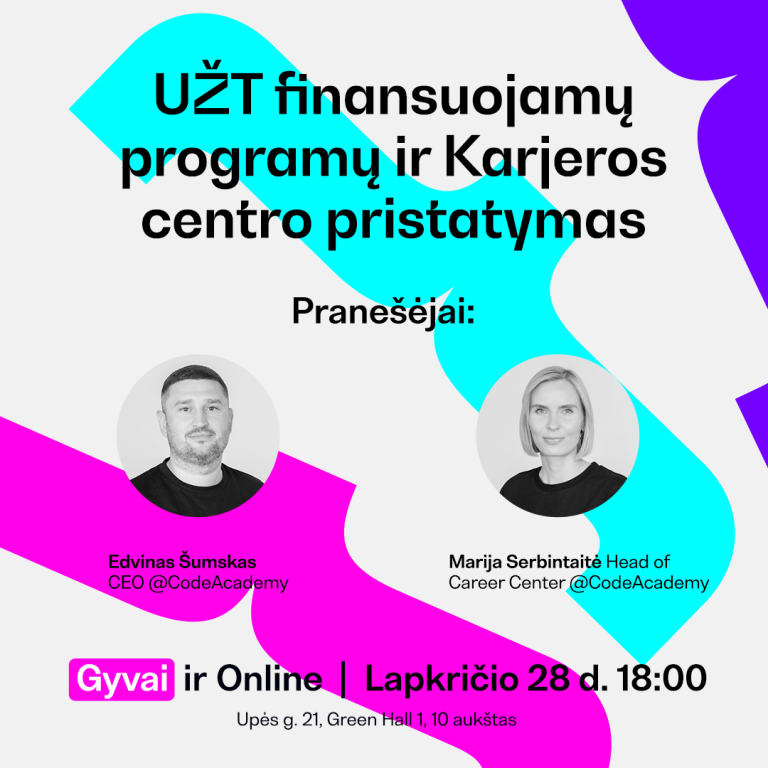 UŽT finansuojamų
programų ir Karjeros
centro pristatymas
Pranešėjai:
Edvinas Šumskas
CEO @CodeAcademy
Marija Serbintaitė Head of
Career Center @CodeAcademy
Gyvai ir Online | Lapkričio 28 d. 18:00
Upės g. 21, Green Hall 1, 10 aukštas